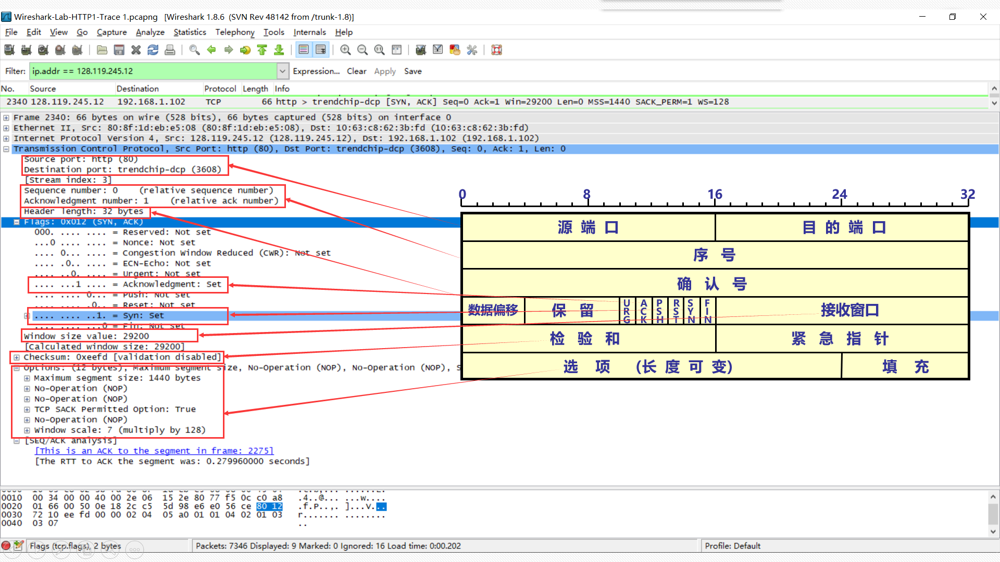 Wireshark-Lab-HTTP1-Trace 1.pcapng [Wireshark 1.8.6 (SVN Rev 48142 from /trunk-1.8)]
File Edit View Go Capture Analyze Statistics Telephony Tools Internals Help
Filter: ip.addr == 128.119.245.12 Expression... Clear Apply Save
No. Source Destination Protocol Length Info
2340 128.119.245.12 192.168.1.102 TCP 66 http > trendchip-dcp [SYN, ACK] Seq=0 Ack=1 Win=29200 Len=0 MSS=1440 SACK_PERM=1 WS=128
Frame 2340: 66 bytes on wire (528 bits), 66 bytes captured (528 bits) on interface 0
Ethernet II, Src: 80:8f:1d:eb:e5:08 (80:8f:1d:eb:e5:08), Dst: 10:63:c8:62:3b:fd (10:63:c8:62:3b:fd)
Internet Protocol Version 4, Src: 128.119.245.12 (128.119.245.12), Dst: 192.168.1.102 (192.168.1.102)
Transmission Control Protocol, Src Port: http (80), Dst Port: trendchip-dcp (3608), Seq: 0, Ack: 1, Len: 0
Source port: http (80)
Destination port: trendchip-dcp (3608)
[Stream index: 3]
Sequence number: 0 (relative sequence number)
Acknowledgment number: 1 (relative ack number)
Header length: 32 bytes
Flags: 0x012 (SYN, ACK)
000. .... .... = Reserved: Not set
...0 .... .... = Nonce: Not set
.... 0... .... = Congestion Window Reduced (CWR): Not set
.... .0.. .... = ECN-Echo: Not set
.... ..0. .... = Urgent: Not set
.... ...1 .... = Acknowledgment: Set
.... .... 0... = Push: Not set
.... .... .0.. = Reset: Not set
.... .... ..1. = Syn: Set
.... .... ...0 = Fin: Not set
Window size value: 29200
[Calculated window size: 29200]
Checksum: 0xeefd [validation disabled]
Options: (12 bytes), Maximum segment size, No-Operation (NOP), No-Operation (NOP), S
Maximum segment size: 1440 bytes
No-Operation (NOP)
No-Operation (NOP)
TCP SACK Permitted Option: True
No-Operation (NOP)
Window scale: 7 (multiply by 128)
[SEQ/ACK analysis]
[This is an ACK to the segment in frame: 2275]
[The RTT to ACK the segment was: 0.279960000 seconds]
0 8 16 24 32
源端口 目的端口
序号
确认号
数据偏移 保留 URG ACK PSH RST SYN FIN 接收窗口
检验和 紧急指针
选项 (长度可变) 填充
0010 00 34 00 00 40 00 2e 06 15 2e 80 77 f5 0c c0 a8 .4..@... ...w....
0020 01 66 00 50 0e 18 2c c5 5d 98 e6 e0 56 ce 80 12 .f.P..,. ]...V...
0030 72 10 ee fd 00 00 02 04 05 a0 01 01 04 02 01 03 r....... ........
0040 03 07 ..
Flags (tcp.flags), 2 bytes Packets: 7346 Displayed: 9 Marked: 0 Ignored: 16 Load time: 0:00.202 Profile: Default